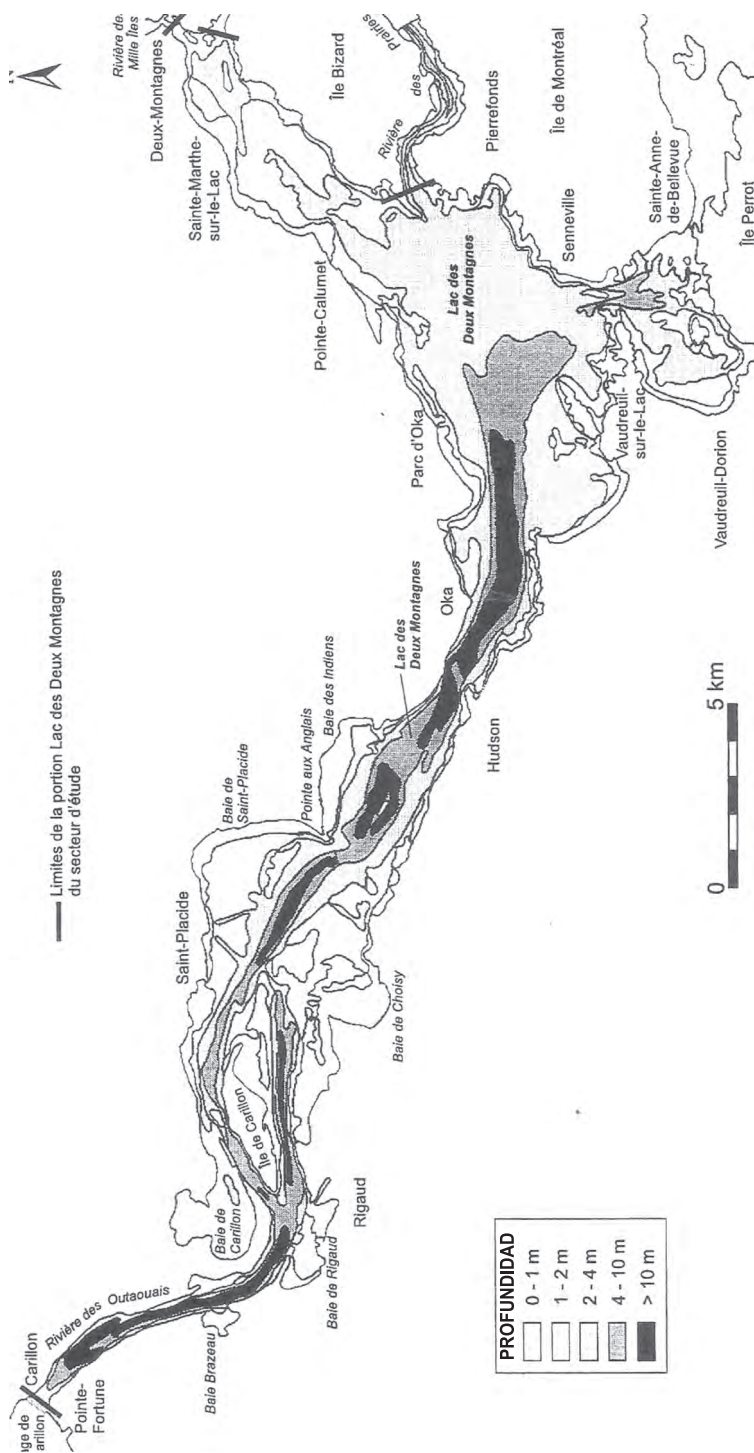 N
Limites de la portion Lac des Deux Montagnes
du secteur d'étude
Carillon
Pointe-
Fortune
Rivière des Outaouais
Baie Brazeau
Baie de
Carillon
Baie de Rigaud
Rigaud
Île de Carillon
Saint-Placide
Baie de
Saint-Placide
Baie de Choisy
Pointe aux Anglais
Baie des Indiens
Lac des
Deux Montagnes
Hudson
Oka
Parc d'Oka
Pointe-Calumet
Sainte-Marthe-
sur-le-Lac
Deux-Montagnes
Rivière des
Mille Îles
Île Bizard
Rivière des Prairies
Pierrefonds
Île de Montréal
Senneville
Lac des
Deux Montagnes
Sainte-Anne-
de-Bellevue
Île Perrot
Vaudreuil-
sur-le-Lac
Vaudreuil-Dorion
PROFUNDIDAD
0 - 1 m
1 - 2 m
2 - 4 m
4 - 10 m
> 10 m
0 5 km